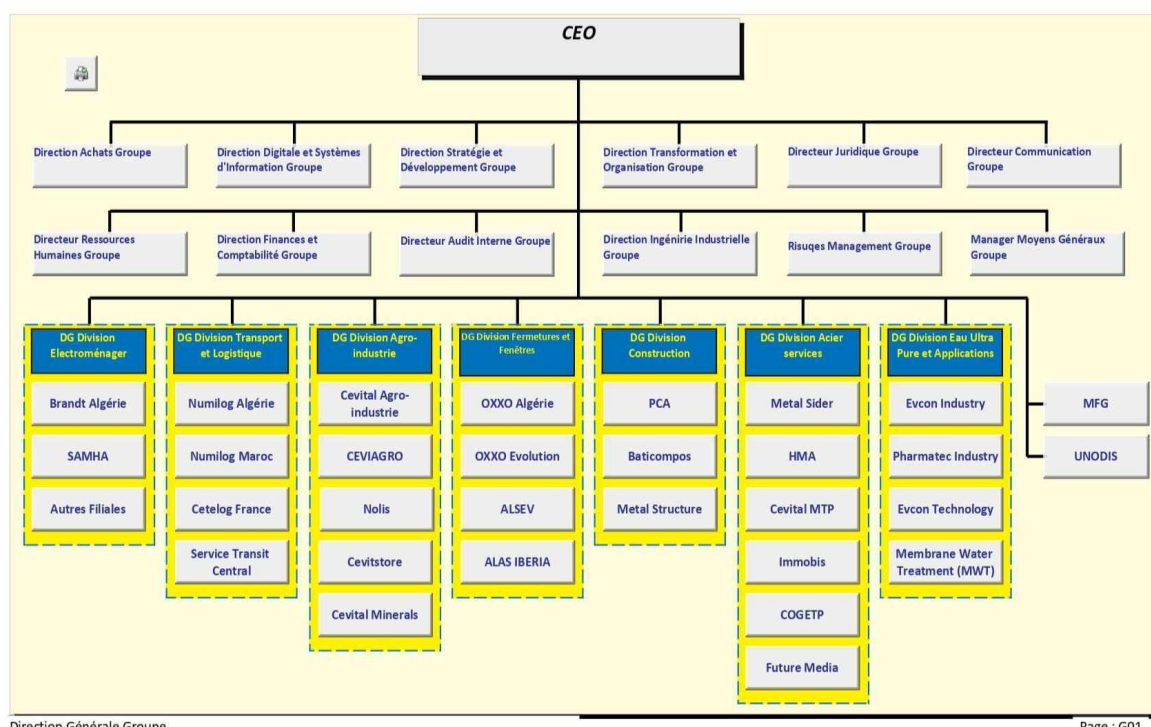 CEO
Direction Achats Groupe
Direction Digitale et Systèmes
d'Information Groupe
Direction Stratégie et
Développement Groupe
Direction Transformation et
Organisation Groupe
Directeur Juridique Groupe
Directeur Communication
Groupe
Directeur Ressources
Humaines Groupe
Direction Finances et
Comptabilité Groupe
Directeur Audit Interne Groupe
Direction Ingénirie Industrielle
Groupe
Risuqes Management Groupe
Manager Moyens Généraux
Groupe
DG Division
Electroménager
Brandt Algérie
SAMHA
Autres Filiales
DG Division Transport
et Logistique
Numilog Algérie
Numilog Maroc
Cetelog France
Service Transit
Central
DG Division Agro-
industrie
Cevital Agro-
industrie
CEVIAGRO
Nolis
Cevitstore
Cevital Minerals
DG Division Fermetures et
Fenêtres
OXXO Algérie
OXXO Evolution
ALSEV
ALAS IBERIA
DG Division
Construction
PCA
Baticompos
Metal Structure
DG Division Acier
services
Metal Sider
HMA
Cevital MTP
Immobis
COGETP
Future Media
DG Division Eau Ultra
Pure et Applications
Evcon Industry
Pharmatec Industry
Evcon Technology
Membrane Water
Treatment (MWT)
MFG
UNODIS
Direction Générale Groupe
Page : G01